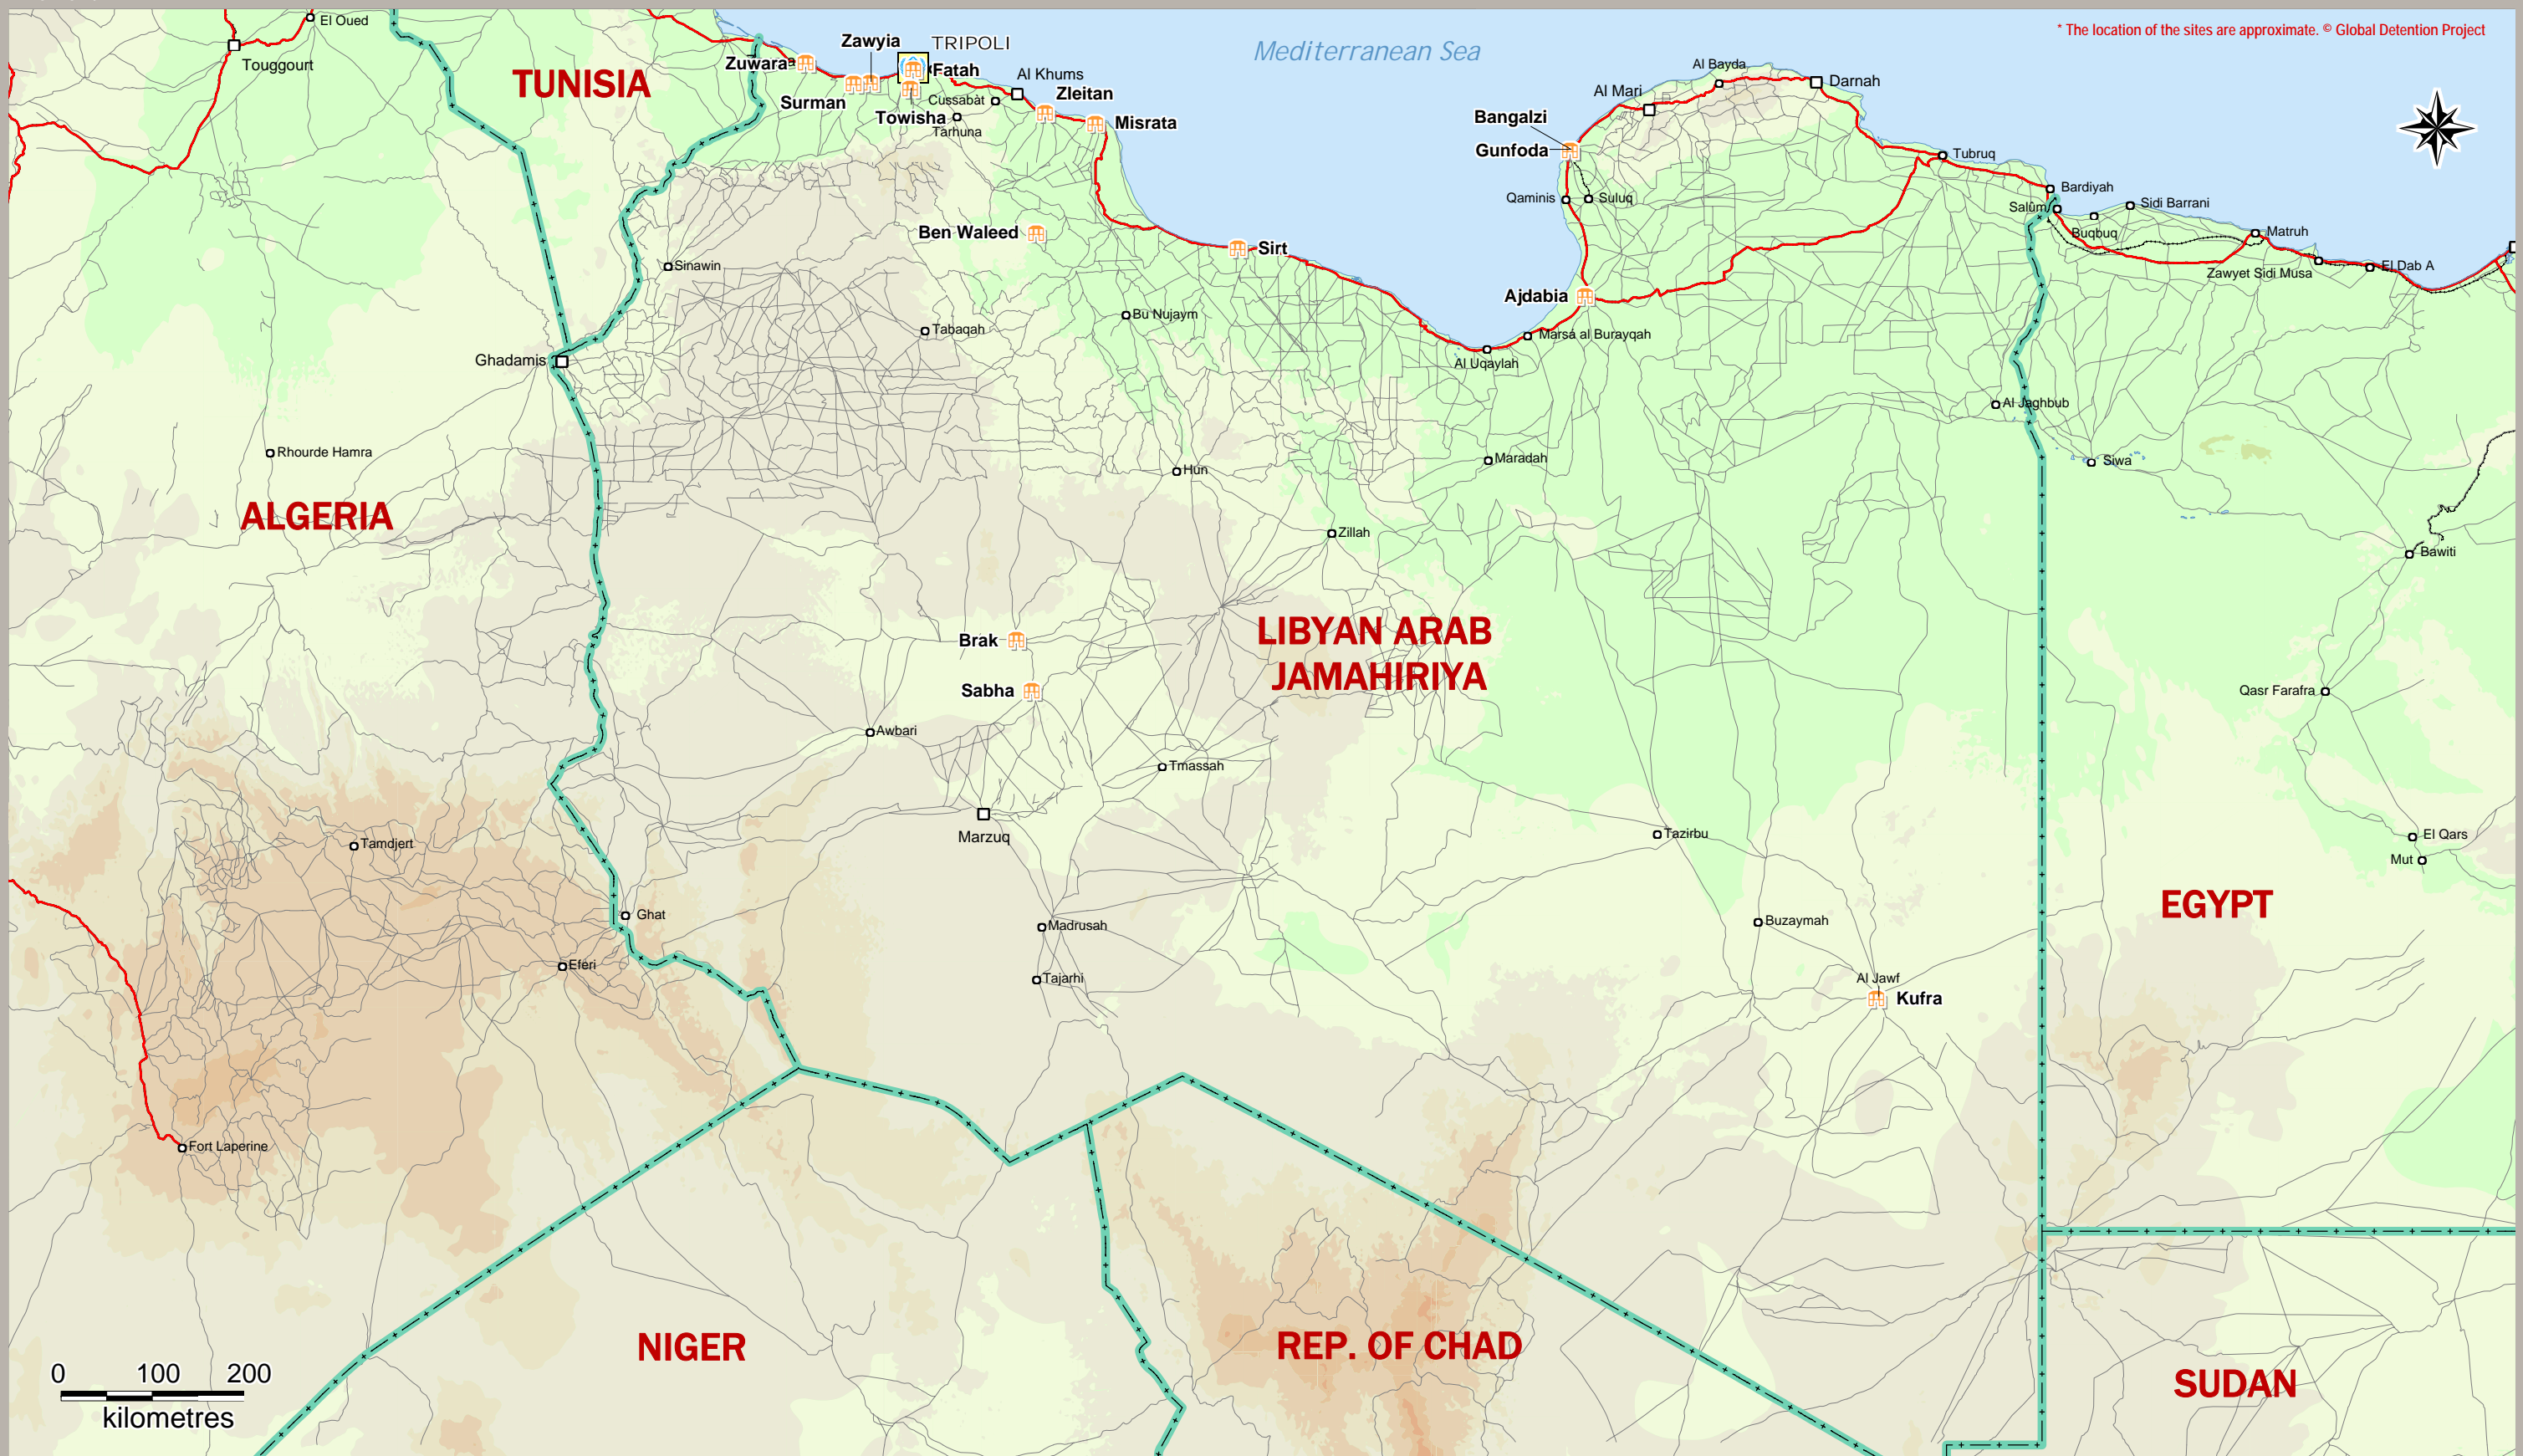 El Oued
Touggourt
TUNISIA
Zawyia
TRIPOLI
Zuwara
Fatah
Al Khums
Surman
Cussabàt
Zleitan
Towisha
Tarhuna
Misrata
Mediterranean Sea
* The location of the sites are approximate. © Global Detention Project
Al Bayda
Al Mari
Darnah
Bangalzi
Gunfoda
Tubruq
Qaminis
Suluq
Bardiyah
Salûm
Sidi Barrani
Buqbuq
Matruh
Zawyet Sidi Musa
El Dab A
Ben Waleed
Sirt
Sinawin
Ajdabia
Bu Nujaym
Tabaqah
Marsá al Burayqah
Al Uqaylah
Ghadamis
Al Jaghbub
Rhourde Hamra
Hun
Maradah
Siwa
ALGERIA
Zillah
Bawiti
Brak
LIBYAN ARAB
JAMAHIRIYA
Sabha
Qasr Farafra
Awbari
Tmassah
Marzuq
Tazirbu
El Qars
Mut
Tamdjert
EGYPT
Ghat
Madrusah
Buzaymah
Eferi
Tajarhi
Al Jawf
Kufra
Fort Laperine
NIGER
REP. OF CHAD
SUDAN
0 100 200
kilometres